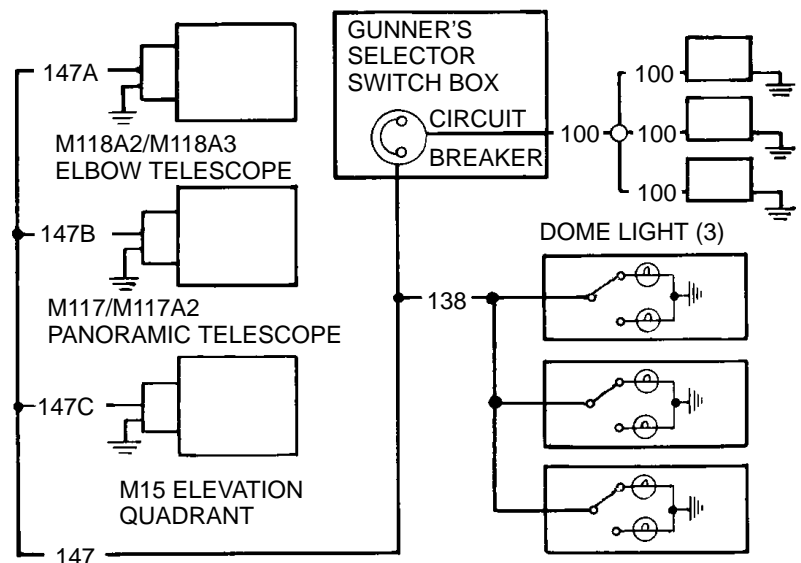 147A
M118A2/M118A3
ELBOW TELESCOPE
147B
M117/M117A2
PANORAMIC TELESCOPE
147C
M15 ELEVATION
QUADRANT
147
GUNNER'S
SELECTOR
SWITCH BOX
CIRCUIT
BREAKER
100
100
100
100
138
DOME LIGHT (3)